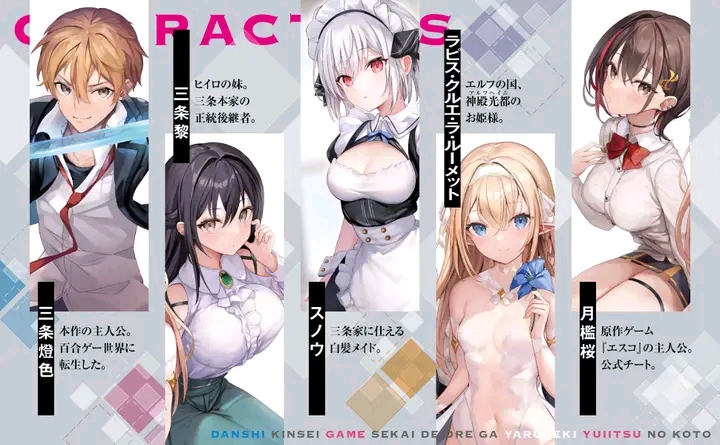 CHARACTERS
三条燈色
本作の主人公。
百合ゲー世界に
転生した。
三条黎
ヒイロの妹。
三条本家の
正統後継者。
スノウ
三条家に仕える
白髪メイド。
ラピス・クルエ・ラ・ルーメット
エルフの国、
神殿光都の
アルフヘイム
お姫様。
月檻桜
原作ゲーム
『エスコ』の主人公。
公式チート。
DANSHI KINSEI GAME SEKAI DE ORE GA YARUBEKI YUIITSU NO KOTO